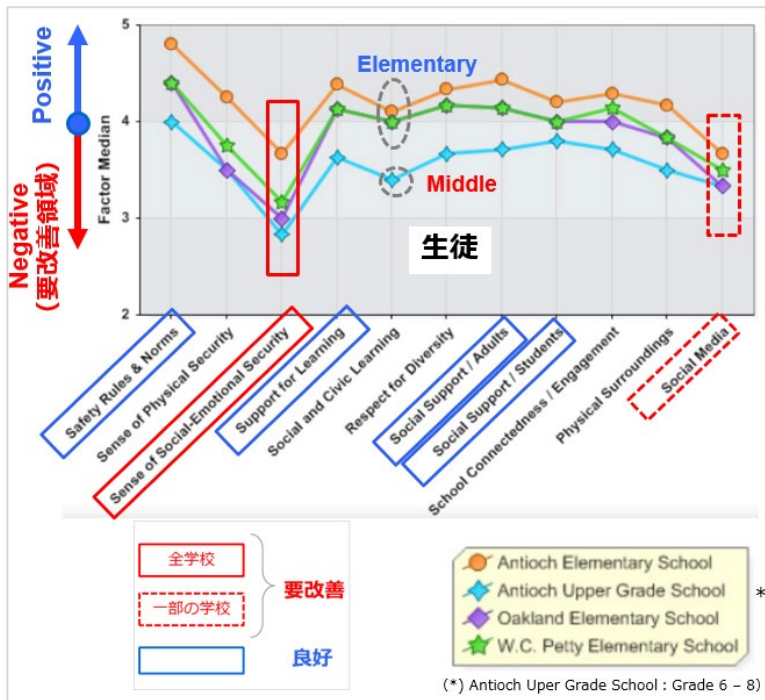 Positive
Negative
(要改善領域)
Factor Median
5
4
3
2
Elementary
Middle
生徒
Safety Rules & Norms
Sense of Physical Security
Sense of Social-Emotional Security
Support for Learning
Social and Civic Learning
Respect for Diversity
Social Support / Adults
Social Support / Students
School Connectedness / Engagement
Physical Surroundings
Social Media
全学校
一部の学校
要改善
良好
Antioch Elementary School
Antioch Upper Grade School
*
Oakland Elementary School
W.C. Petty Elementary School
(*) Antioch Uper Grade School : Grade 6 – 8)